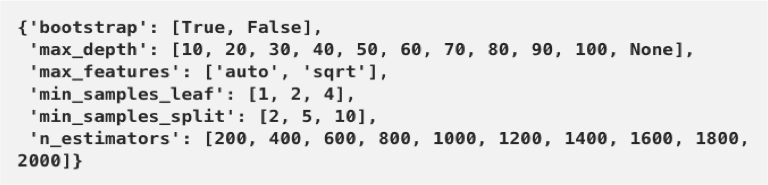 {'bootstrap': [True, False],
 'max_depth': [10, 20, 30, 40, 50, 60, 70, 80, 90, 100, None],
 'max_features': ['auto', 'sqrt'],
 'min_samples_leaf': [1, 2, 4],
 'min_samples_split': [2, 5, 10],
 'n_estimators': [200, 400, 600, 800, 1000, 1200, 1400, 1600, 1800,
2000]}